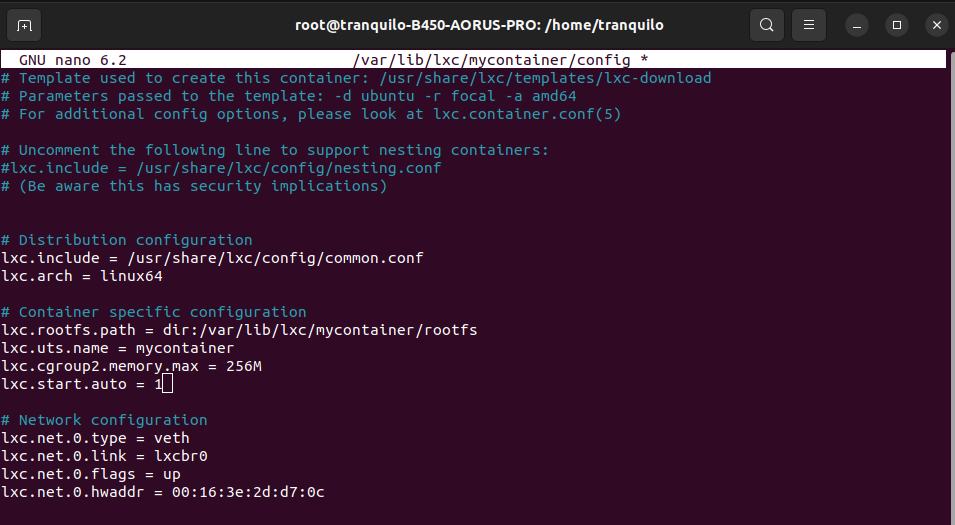 root@tranquilo-B450-AORUS-PRO: /home/tranquilo
GNU nano 6.2 /var/lib/lxc/mycontainer/config *
# Template used to create this container: /usr/share/lxc/templates/lxc-download
# Parameters passed to the template: -d ubuntu -r focal -a amd64
# For additional config options, please look at lxc.container.conf(5)
# Uncomment the following line to support nesting containers:
#lxc.include = /usr/share/lxc/config/nesting.conf
# (Be aware this has security implications)
# Distribution configuration
lxc.include = /usr/share/lxc/config/common.conf
lxc.arch = linux64
# Container specific configuration
lxc.rootfs.path = dir:/var/lib/lxc/mycontainer/rootfs
lxc.uts.name = mycontainer
lxc.cgroup2.memory.max = 256M
lxc.start.auto = 1
# Network configuration
lxc.net.0.type = veth
lxc.net.0.link = lxcbr0
lxc.net.0.flags = up
lxc.net.0.hwaddr = 00:16:3e:2d:d7:0c